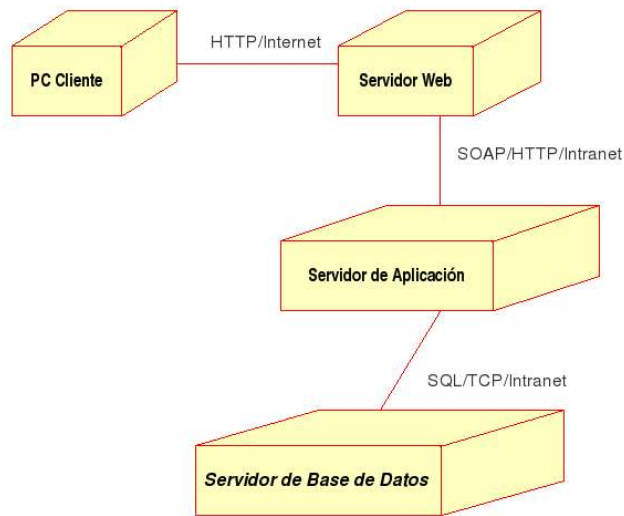 HTTP/Internet
PC Cliente
Servidor Web
SOAP/HTTP/Intranet
Servidor de Aplicación
SQL/TCP/Intranet
Servidor de Base de Datos